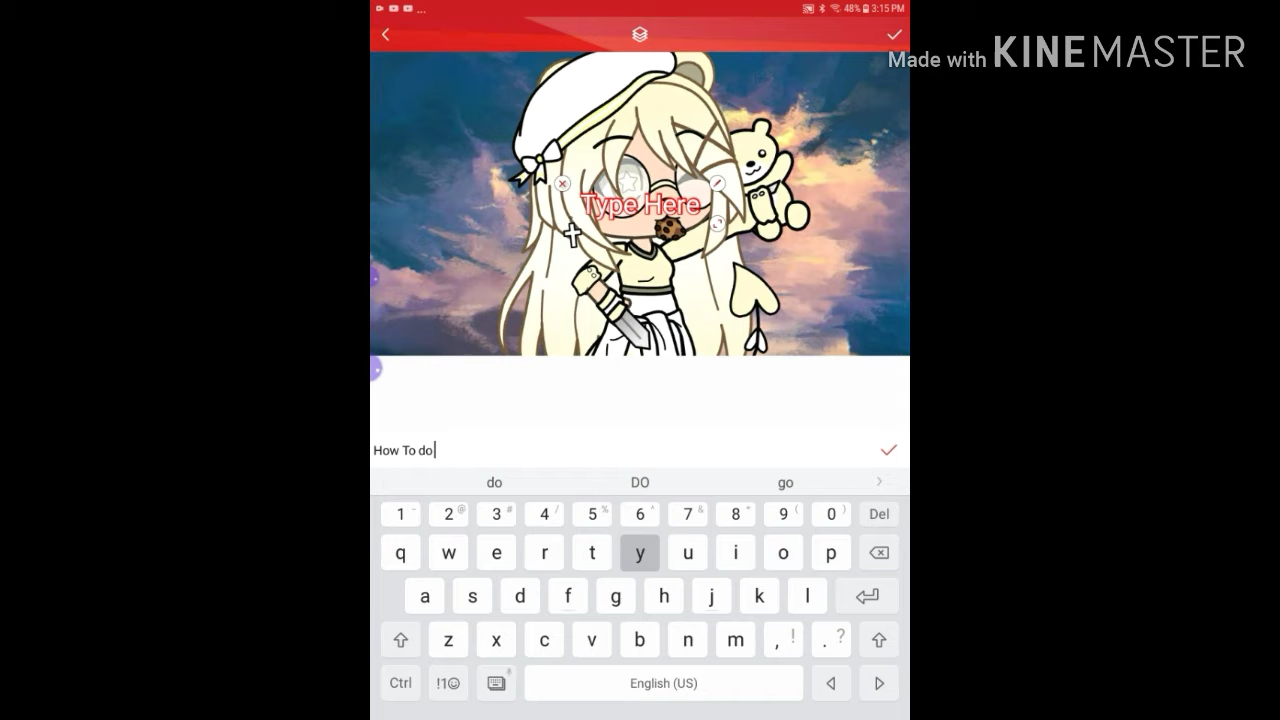 ... 48% 3:15 PM
Made with KINEMASTER
Type Here
How To do
do DO go
1 - 2 @ 3 # 4 / 5 % 6 ^ 7 & 8 * 9 ( 0 ) Del
q w e r t y u i o p
a s d f g h j k l
z x c v b n m , ! . ?
Ctrl !1☺ English (US)